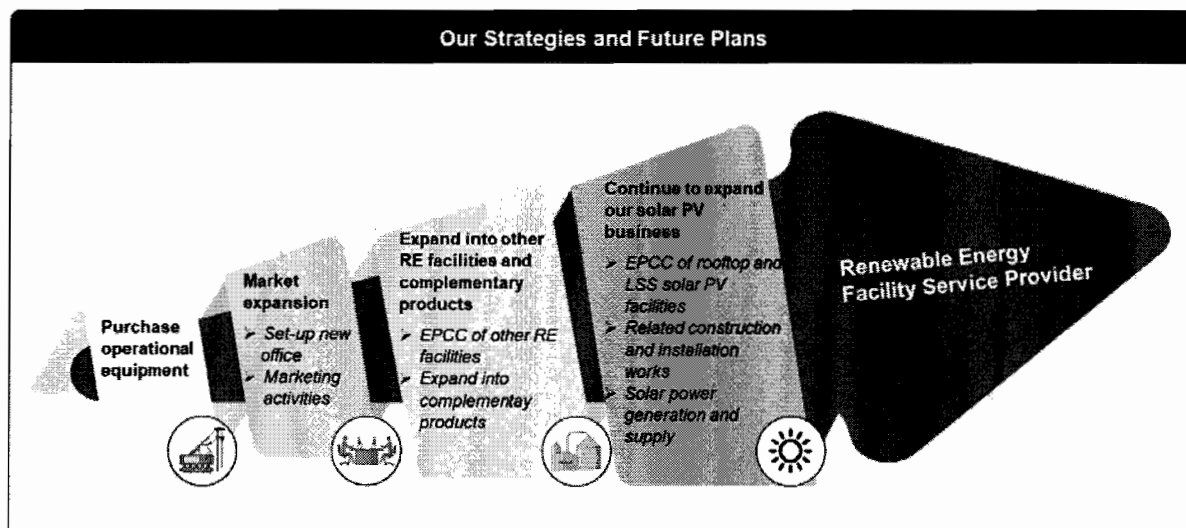 Our Strategies and Future Plans
Purchase
operational
equipment
Market
expansion
➢ Set-up new
office
➢ Marketing
activities
Expand into other
RE facilities and
complementary
products
➢ EPCC of other RE
facilities
➢ Expand into
complementay
products
Continue to expand
our solar PV
business
➢ EPCC of rooftop and
LSS solar PV
facilities
➢ Related construction
and installation
works
➢ Solar power
generation and
supply
Renewable Energy
Facility Service Provider